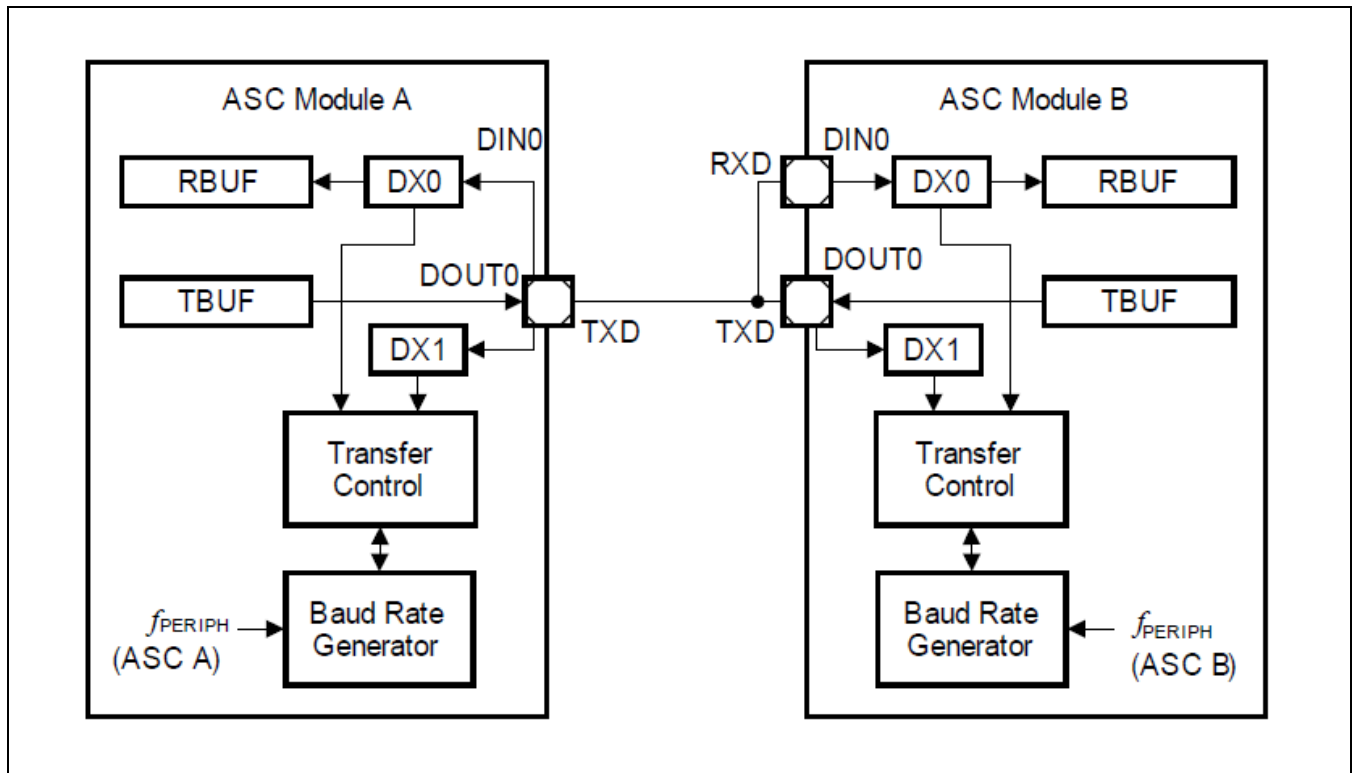 ASC Module A
DIN0
RBUF
DX0
DOUT0
TBUF
TXD
DX1
Transfer
Control
Baud Rate
Generator
fPERIPH
(ASC A)
ASC Module B
RXD
DIN0
DX0
RBUF
DOUT0
TBUF
TXD
DX1
Transfer
Control
Baud Rate
Generator
fPERIPH
(ASC B)